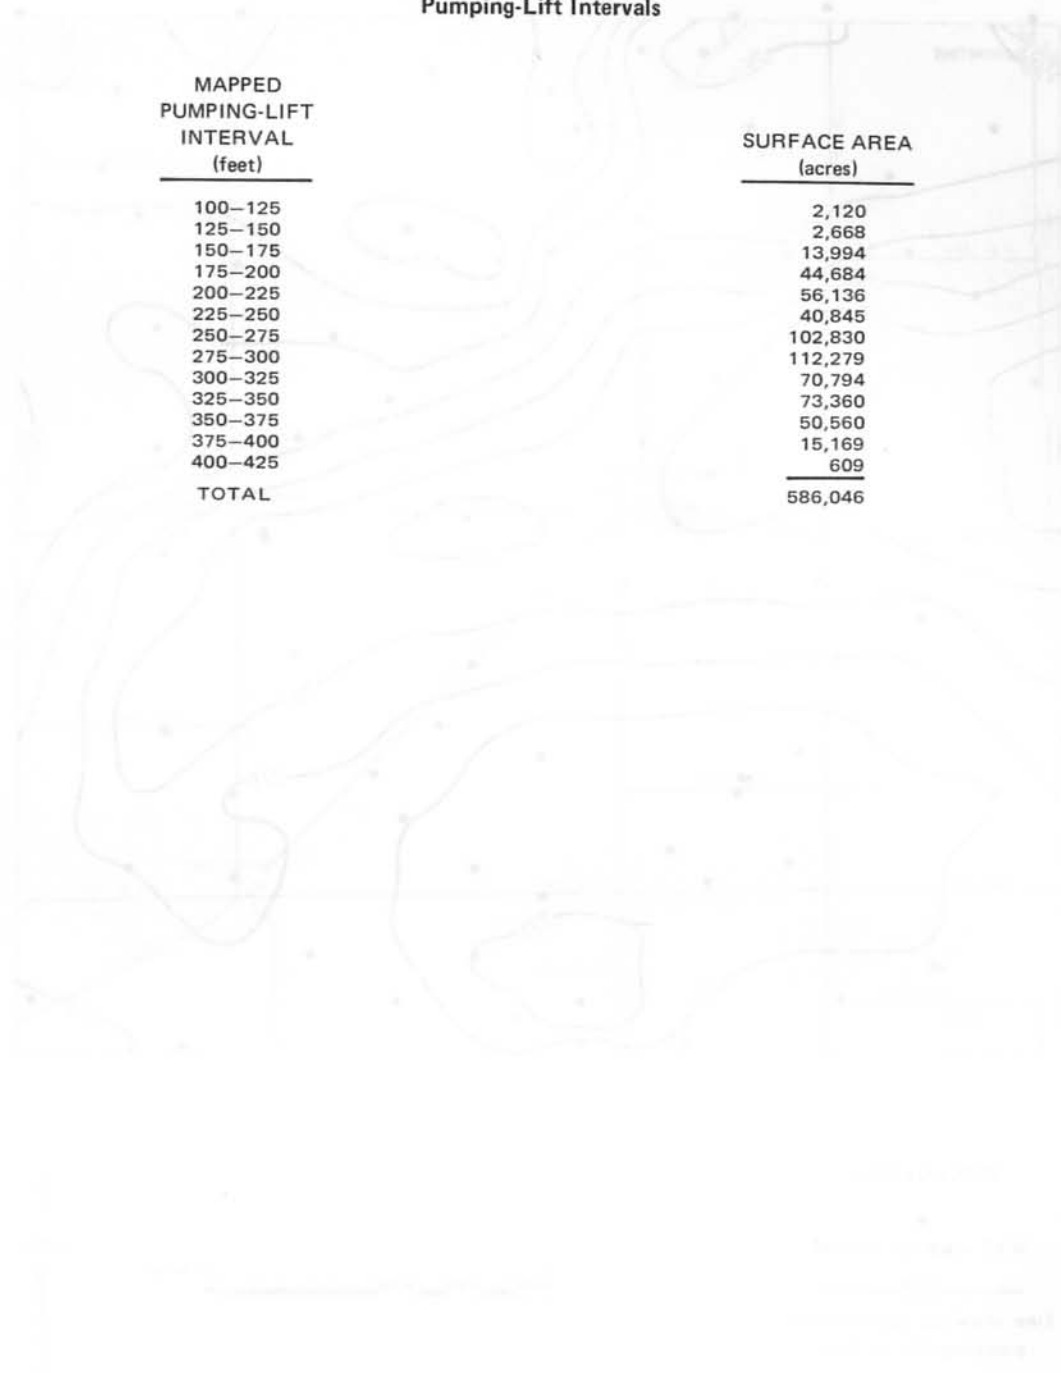 Pumping-Lift Intervals
MAPPED
PUMPING-LIFT
INTERVAL
(feet)
SURFACE AREA
(acres)
100—125 2,120
125—150 2,668
150—175 13,994
175—200 44,684
200—225 56,136
225—250 40,845
250—275 102,830
275—300 112,279
300—325 70,794
325—350 73,360
350—375 50,560
375—400 15,169
400—425 609
TOTAL 586,046